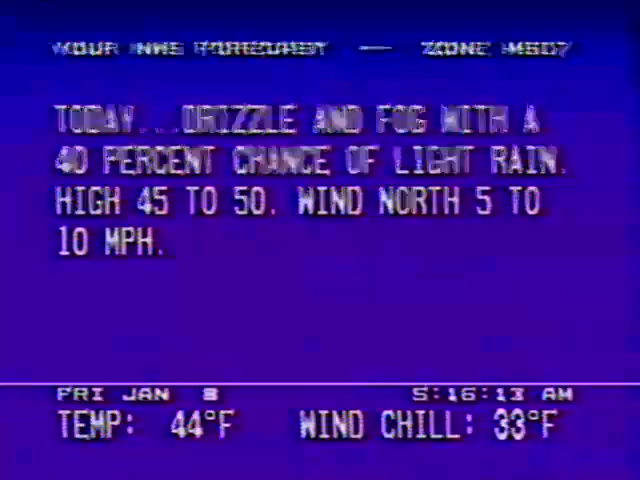 YOUR NWS FORECAST — ZONE
TODAY...DRIZZLE AND FOG WITH A
40 PERCENT CHANCE OF LIGHT RAIN.
HIGH 45 TO 50. WIND NORTH 5 TO
10 MPH.
FRI JAN 8 5:16:13 AM
TEMP: 44°F WIND CHILL: 33°F